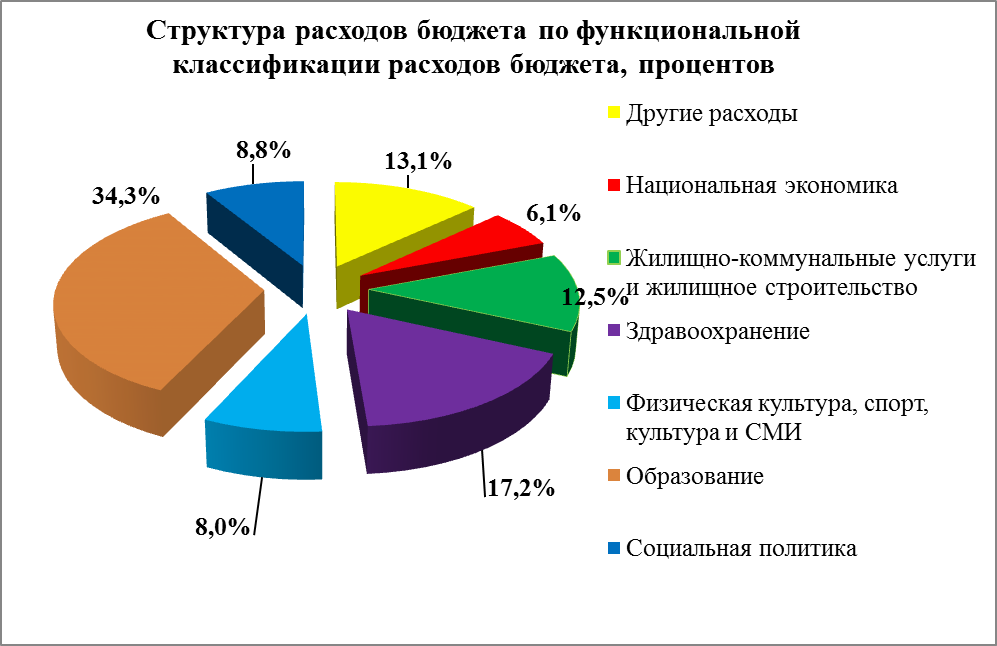 Структура расходов бюджета по функциональной
классификации расходов бюджета, процентов
8,8%
13,1%
34,3%
6,1%
12,5%
17,2%
8,0%
Другие расходы
Национальная экономика
Жилищно-коммунальные услуги
и жилищное строительство
Здравоохранение
Физическая культура, спорт,
культура и СМИ
Образование
Социальная политика